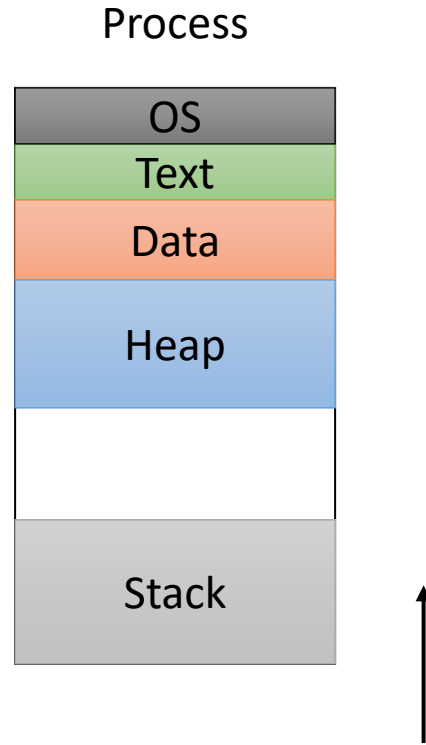 Process
OS
Text
Data
Heap
Stack